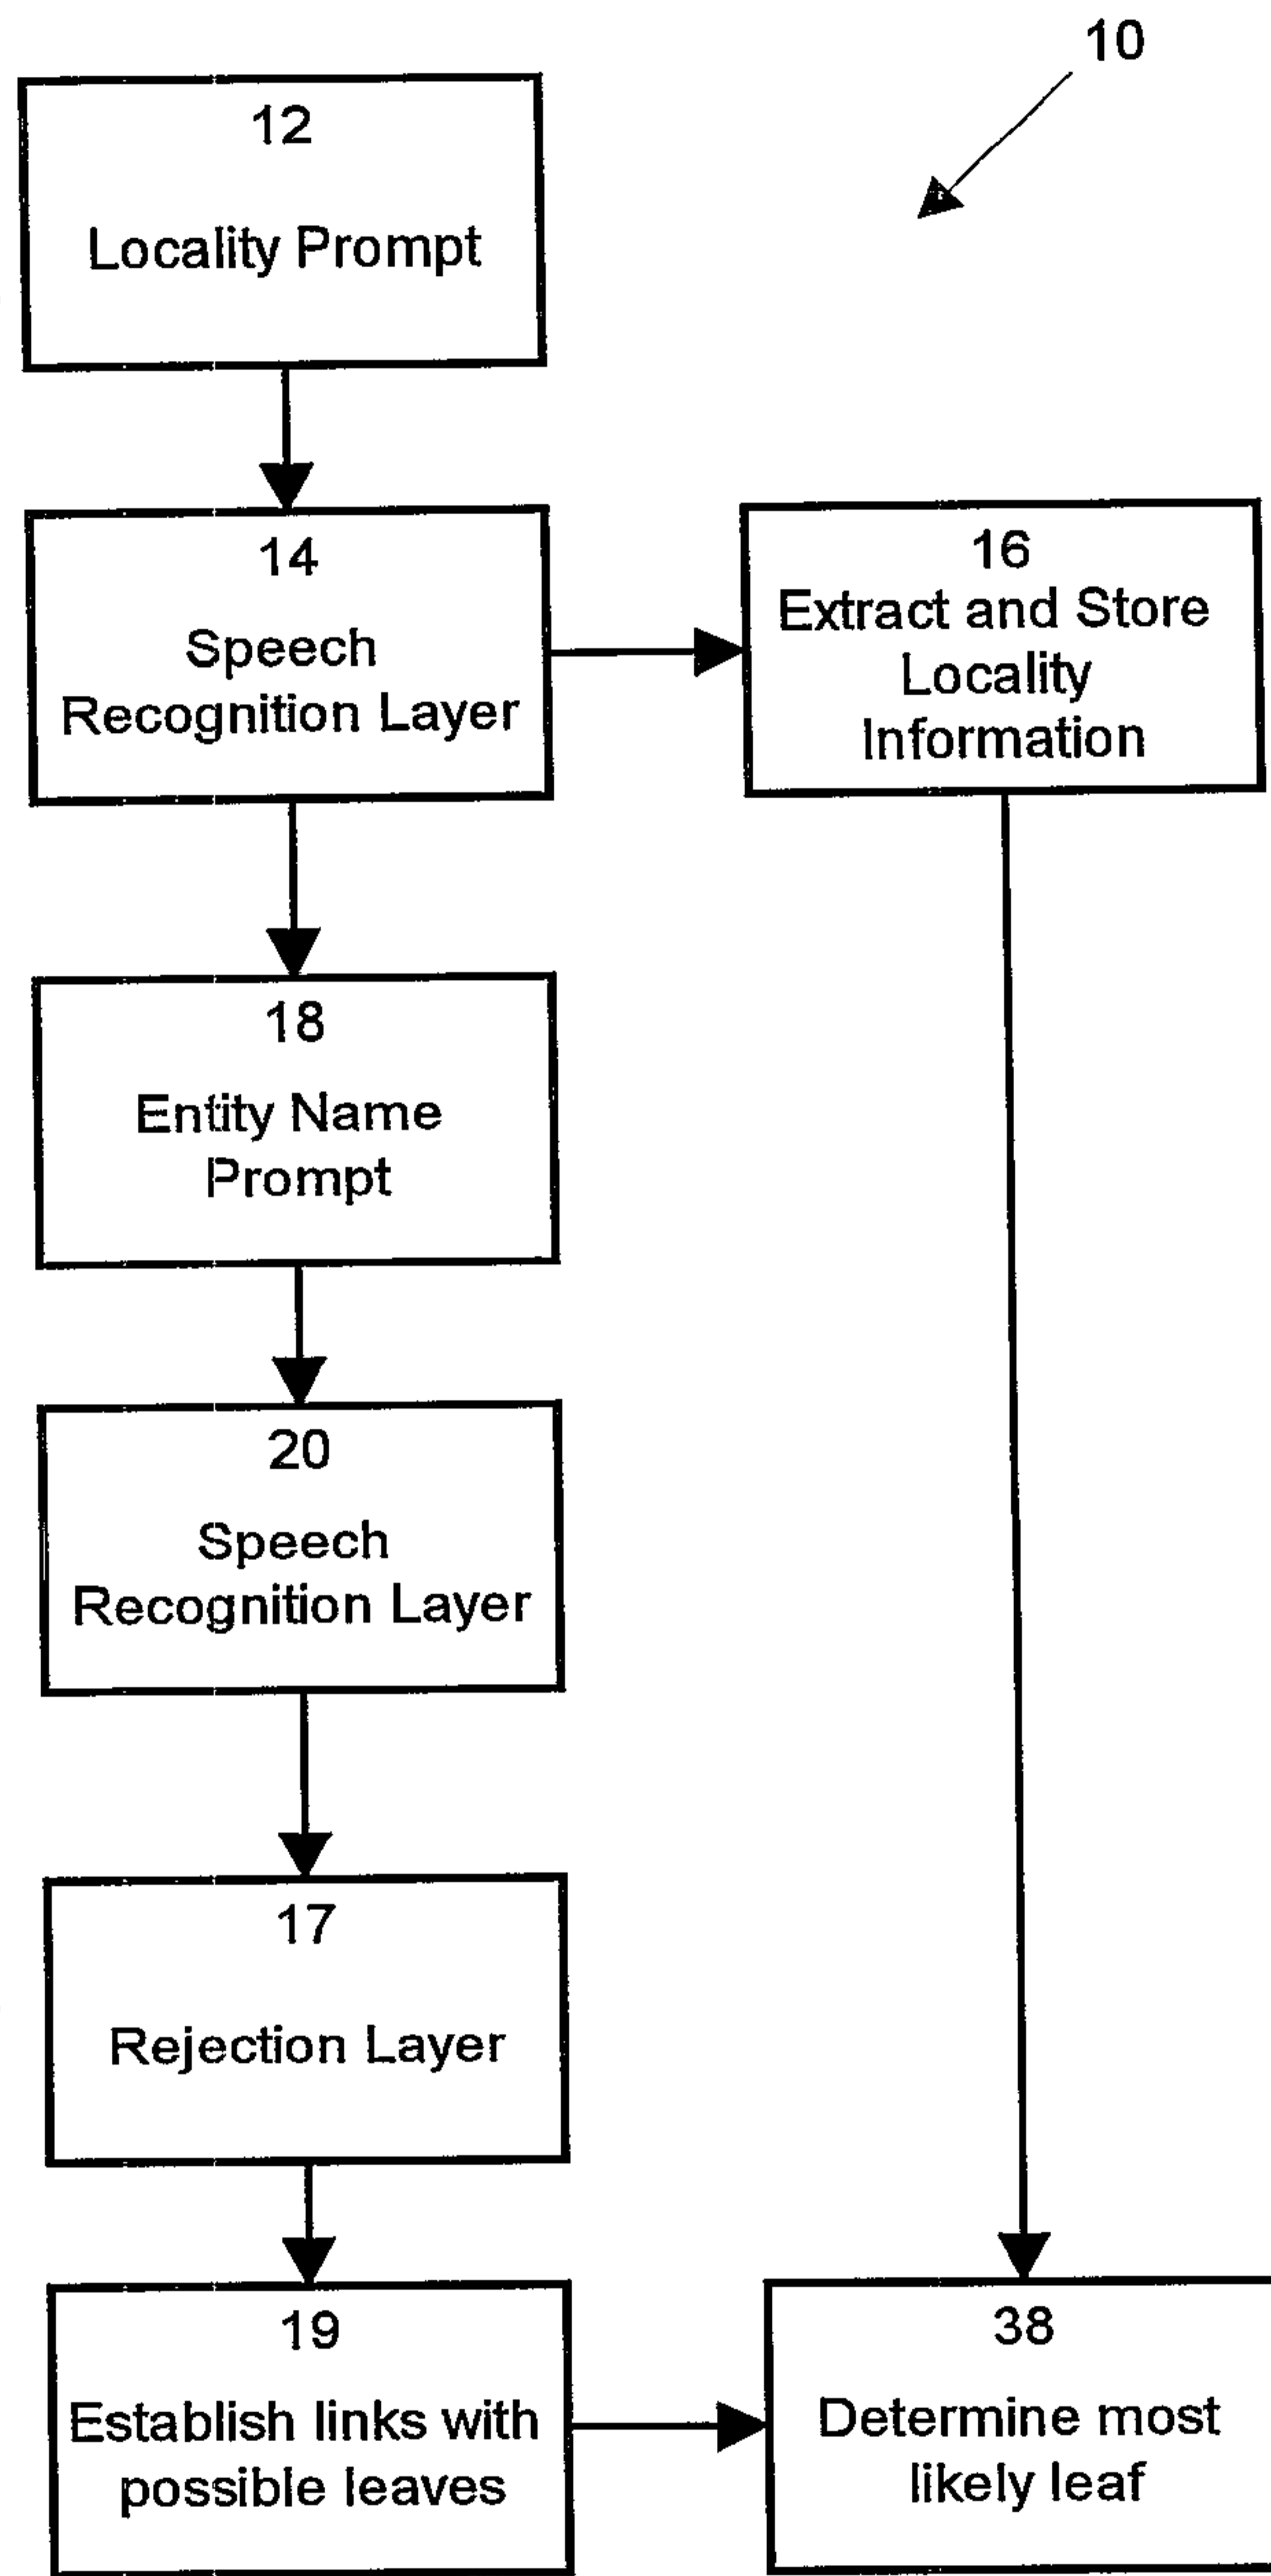 10
12
Locality Prompt
14
Speech
Recognition Layer
16
Extract and Store
Locality
Information
18
Entity Name
Prompt
20
Speech
Recognition Layer
17
Rejection Layer
19
Establish links with
possible leaves
38
Determine most
likely leaf